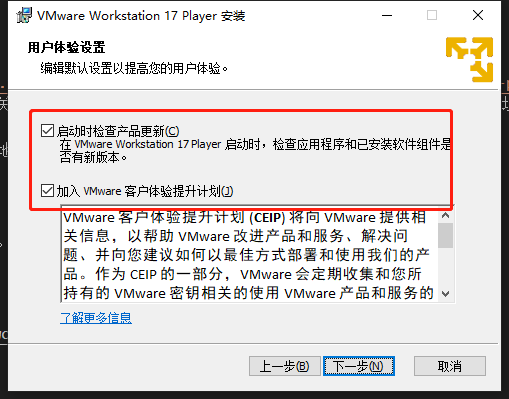 VMware Workstation 17 Player 安装
用户体验设置
编辑默认设置以提高您的用户体验。
启动时检查产品更新(C)
在 VMware Workstation 17 Player 启动时，检查应用程序和已安装软件组件是
否有新版本。
加入 VMware 客户体验提升计划(J)
VMware 客户体验提升计划 (CEIP) 将向 VMware 提供相
关信息，以帮助 VMware 改进产品和服务、解决问
题、并向您建议如何以最佳方式部署和使用我们的产
品。作为 CEIP 的一部分，VMware 会定期收集和您所
持有的 VMware 密钥相关的使用 VMware 产品和服务的
了解更多信息
上一步(B)
下一步(N)
取消